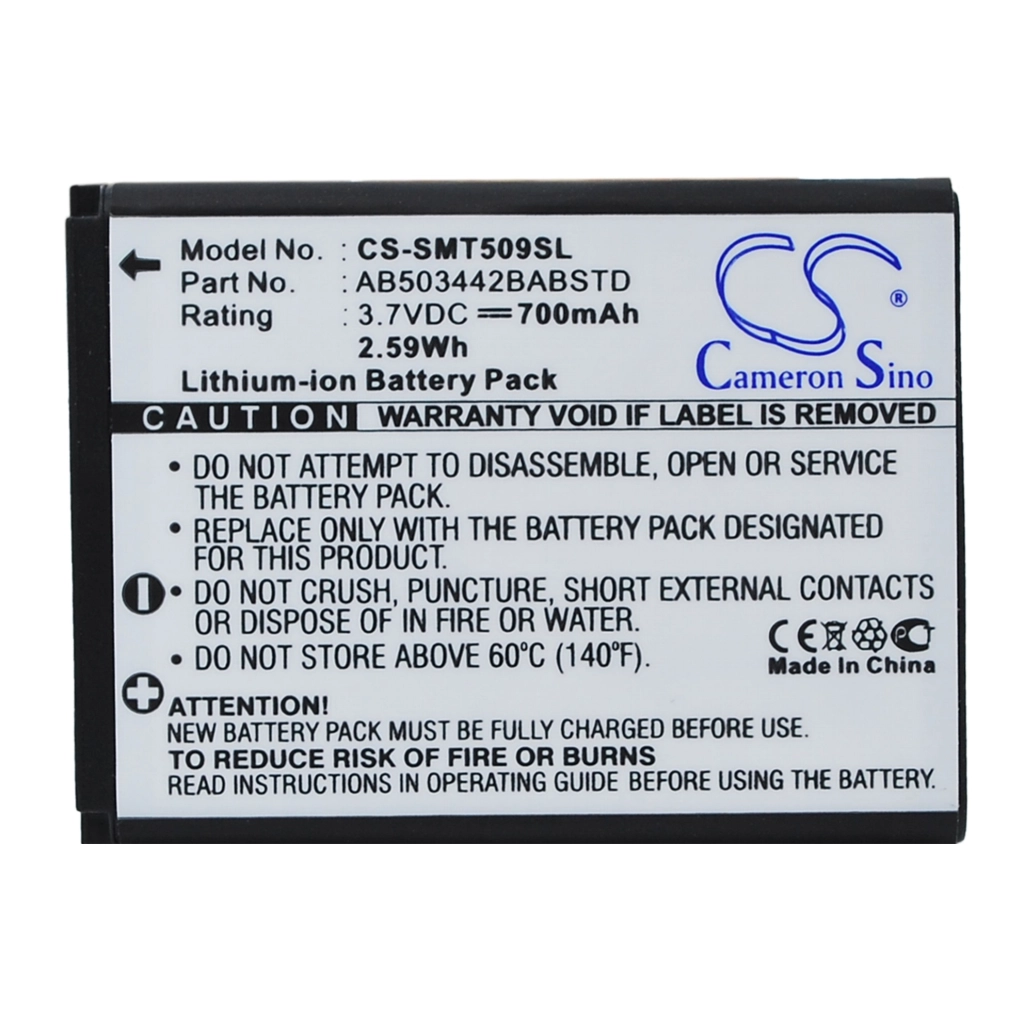 Model No. : CS-SMT509SL
Part No. : AB503442BABSTD
Rating : 3.7VDC ⎓ 700mAh
2.59Wh
Lithium-ion Battery Pack
CS ®
Cameron Sino
CAUTION WARRANTY VOID IF LABEL IS REMOVED
• DO NOT ATTEMPT TO DISASSEMBLE, OPEN OR SERVICE
THE BATTERY PACK.
• REPLACE ONLY WITH THE BATTERY PACK DESIGNATED
FOR THIS PRODUCT.
• DO NOT CRUSH, PUNCTURE, SHORT EXTERNAL CONTACTS
OR DISPOSE OF IN FIRE OR WATER.
• DO NOT STORE ABOVE 60°C (140°F).
CE PCT
Made In China
ATTENTION!
NEW BATTERY PACK MUST BE FULLY CHARGED BEFORE USE.
TO REDUCE RISK OF FIRE OR BURNS
READ INSTRUCTIONS IN OPERATING GUIDE BEFORE USING THE BATTERY.